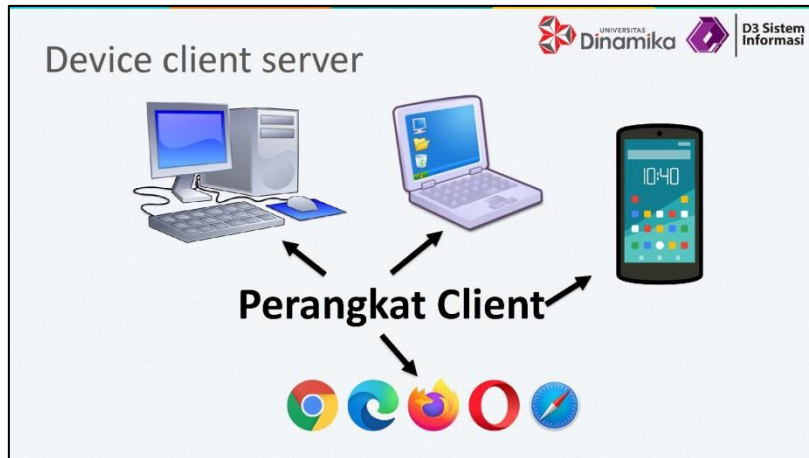 UNIVERSITAS
Dinamika
D3 Sistem
Informasi
Device client server
10:40
Perangkat Client